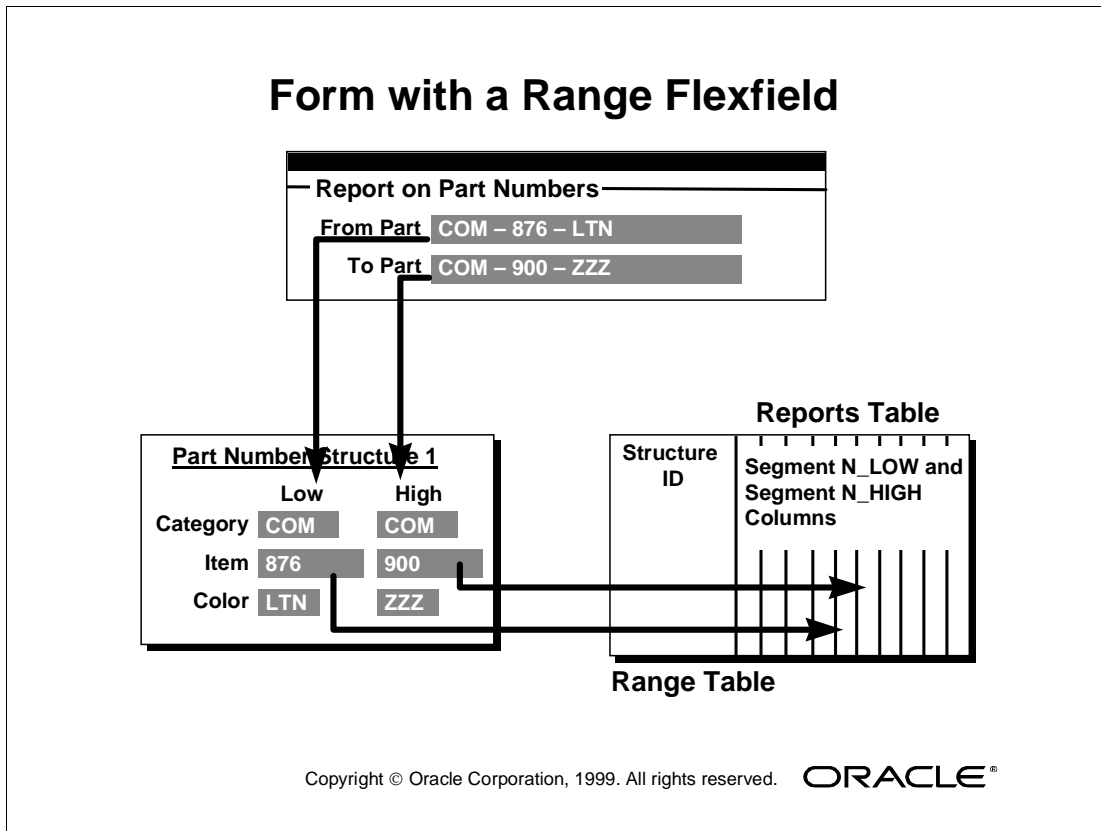 Form with a Range Flexfield
Report on Part Numbers
From Part COM – 876 – LTN
To Part COM – 900 – ZZZ
Part Number Structure 1
Low High
Category COM COM
Item 876 900
Color LTN ZZZ
Reports Table
Structure
ID
Segment N_LOW and
Segment N_HIGH
Columns
Range Table
Copyright © Oracle Corporation, 1999. All rights reserved. ORACLE®